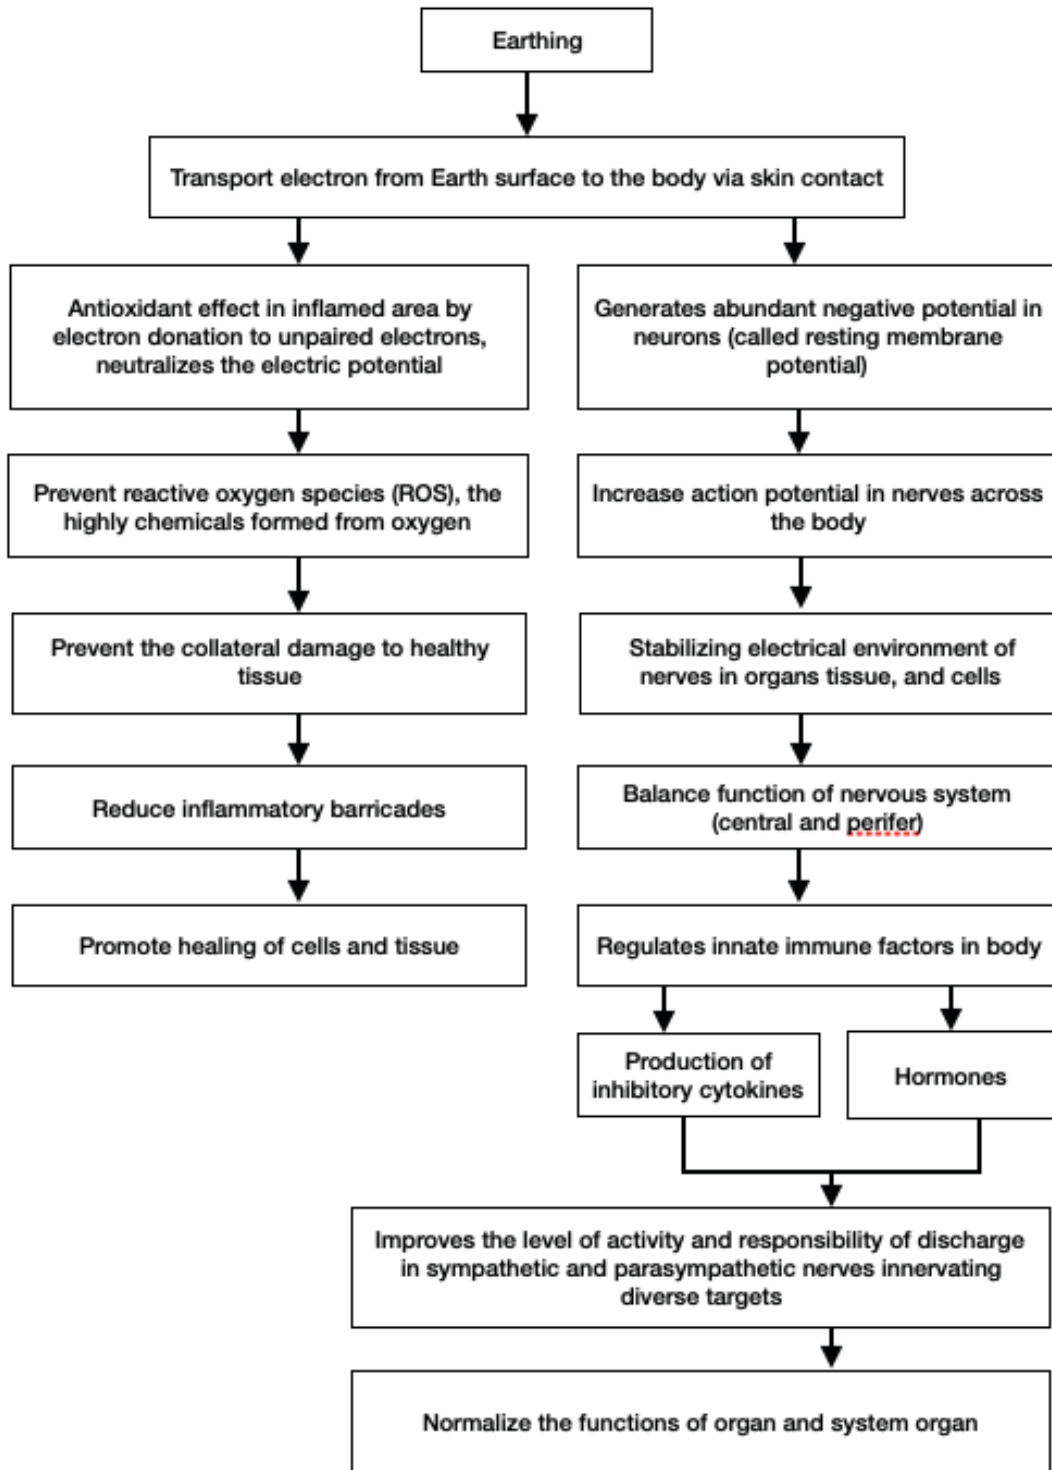 Earthing
Transport electron from Earth surface to the body via skin contact
Antioxidant effect in inflamed area by
electron donation to unpaired electrons,
neutralizes the electric potential
Generates abundant negative potential in
neurons (called resting membrane
potential)
Prevent reactive oxygen species (ROS), the
highly chemicals formed from oxygen
Increase action potential in nerves across
the body
Prevent the collateral damage to healthy
tissue
Stabilizing electrical environment of
nerves in organs tissue, and cells
Reduce inflammatory barricades
Balance function of nervous system
(central and perifer)
Promote healing of cells and tissue
Regulates innate immune factors in body
Production of
inhibitory cytokines
Hormones
Improves the level of activity and responsibility of discharge
in sympathetic and parasympathetic nerves innervating
diverse targets
Normalize the functions of organ and system organ